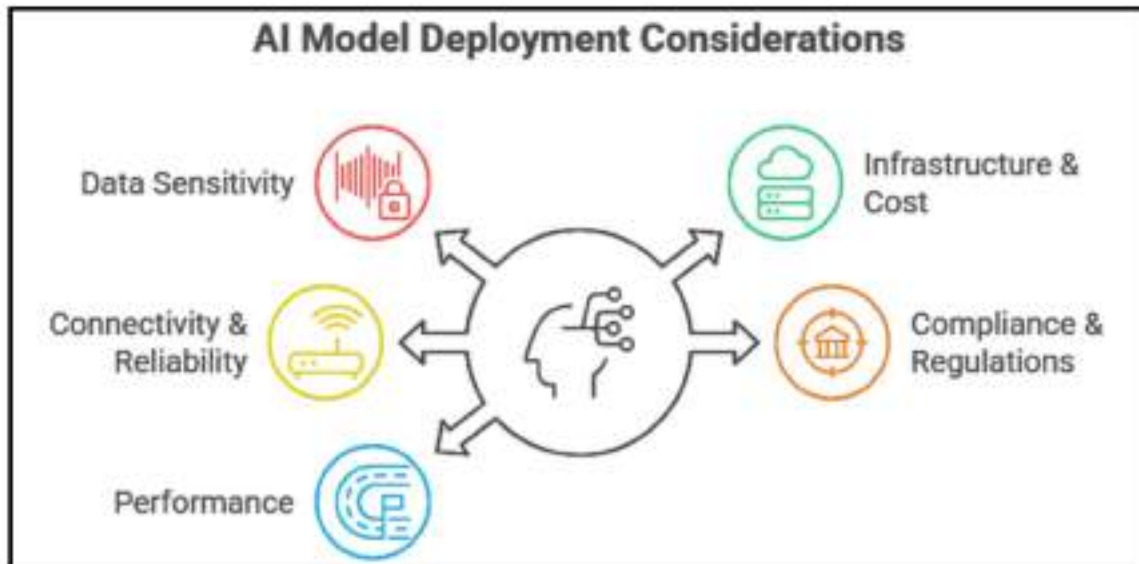 AI Model Deployment Considerations
Data Sensitivity
Infrastructure &
Cost
Connectivity &
Reliability
Compliance &
Regulations
Performance